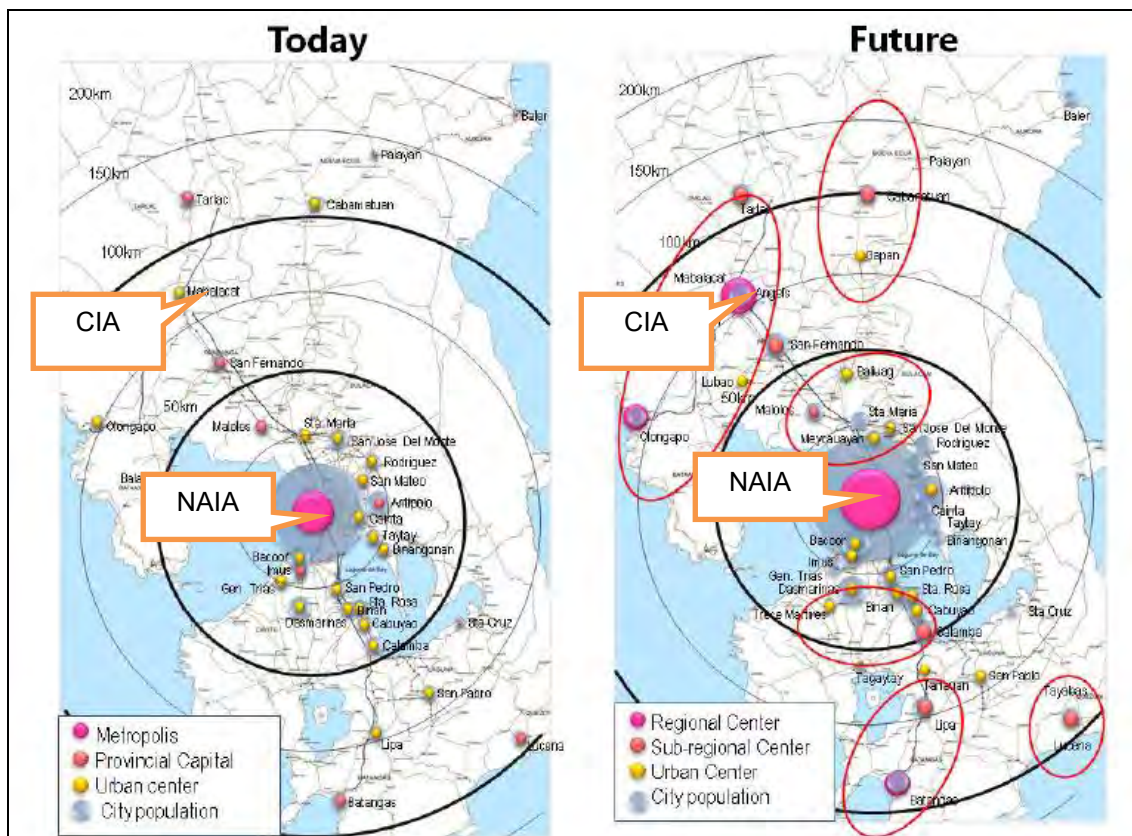 Today
200km
Baler
150km
Palayan
TARLAC
Tarlac
Cabamatuan
100km
Mabalacat
CIA
San Fernando
50km
Olongapo
Malolos
Sta. Maria
San Jose Del Monte
Rodriguez
San Mateo
NAIA
Antipolo
Cainta
Taytay
Binangonan
Bacoor
Imus
Gen. Trias
San Pedro
Sta. Rosa
Binan
Dasmarinas
Cabuyao
Sta-Cruz
Calamba
San Pabro
Lipa
Lucena
Batangas
Metropolis
Provincial Capital
Urban center
City population
Future
200km
Baler
150km
Palayan
Cabanatuan
100km
Gapan
Mabalacat
Angels
CIA
San Fernando
Baliuag
Lubao
50km
Malolos
Olongapo
Sta. Maria
San Jose Del Monte
Meycauayan
Rodriguez
San Mateo
NAIA
Antipolo
Cainta
Taytay
Binangonan
Bacoor
Imus
San Pedro
Gen. Trias
Dasmarinas
Sta. Rosa
Binan
Trece Martires
Cabuyao
Sta Cruz
Calamba
Tagaytay
Tanauan
San Pablo
Tayabas
Lipa
Lucena
Batangas
Regional Center
Sub-regional Center
Urban Center
City population